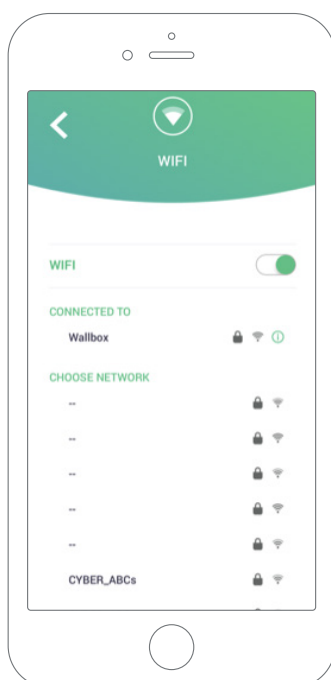 WIFI
WIFI
CONNECTED TO
Wallbox
CHOOSE NETWORK
--
--
--
--
--
CYBER_ABCs